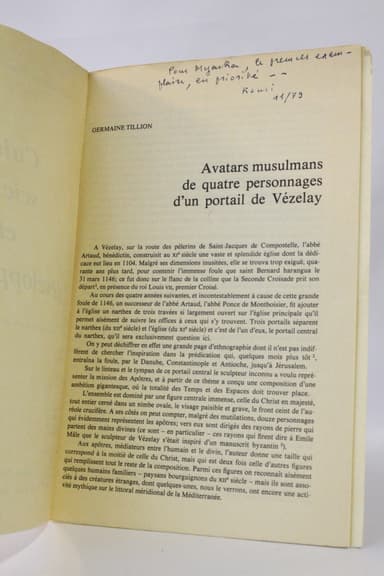 Pour Myanka, le premier exem-
plaire, en priorité --
Kami
11/79
GERMAINE TILLION
Avatars musulmans
de quatre personnages
d'un portail de Vézelay
A Vézelay, sur la route des pèlerins de Saint-Jacques de Compostelle, l'abbé
Artaud, bénédictin, construisit au XIe siècle une vaste et splendide église dont la dédi-
cace eut lieu en 1104. Malgré ses dimensions inusitées, elle se trouva trop exiguë, qua-
rante ans plus tard, pour contenir l'immense foule que saint Bernard harangua le
31 mars 1146; ce fut donc sur le flanc de la colline que la Seconde Croisade prit son
départ¹, en présence du roi Louis VII, premier Croisé.
Au cours des quatre années suivantes, et incontestablement à cause de cette grande
foule de 1146, un successeur de l'abbé Artaud, l'abbé Ponce de Monthoisier, fit ajouter
à l'église un narthex de trois travées si largement ouvert sur l'église principale qu'il
permet aisément de suivre les offices à ceux qui s'y trouvent. Trois portails séparent
le narthex (du XIIe siècle) et l'église (du XIe siècle) et c'est de l'un d'eux, le portail central
du narthex, qu'il sera exclusivement question ici.
On y peut déchiffrer en effet une grande page d'ethnographie dont il n'est pas indif-
férent de chercher l'inspiration dans la prédication qui, quelques mois plus tôt²,
entraîna la foule, par le Danube, Constantinople et Antioche, jusqu'à Jérusalem.
Sur le linteau et le tympan de ce portail central le sculpteur inconnu a voulu repré-
senter la mission des Apôtres, et à partir de ce thème a conçu une composition d'une
ambition gigantesque, où la totalité des Temps et des Espaces doit trouver place.
L'ensemble est dominé par une figure centrale immense, celle du Christ en majesté,
tout entier cerné dans un nimbe ovale, le visage paisible et grave, le front ceint de l'au-
réole crucifère. A ses côtés on peut compter, malgré des mutilations, douze personnages
qui évidemment représentent les apôtres; vers eux sont dirigés des rayons de pierre qui
partent des mains divines (ce sont – en particulier – ces rayons qui firent dire à Emile
Mâle que le sculpteur de Vézelay s'était inspiré d'un manuscrit byzantin³).
Aux apôtres, médiateurs entre l'humain et le divin, l'auteur donne une taille qui
correspond à la moitié de celle du Christ, mais qui est deux fois celle d'autres figures
qui remplissent tout le reste de la composition. Parmi ces figures on reconnaît aisément
quelques humains familiers – paysans bourguignons du XIIe siècle – mais ils sont asso-
ciés à des créatures étranges, dont quelques-unes, nous le verrons, ont encore une acti-
vité mythique sur le littoral méridional de la Méditerranée.